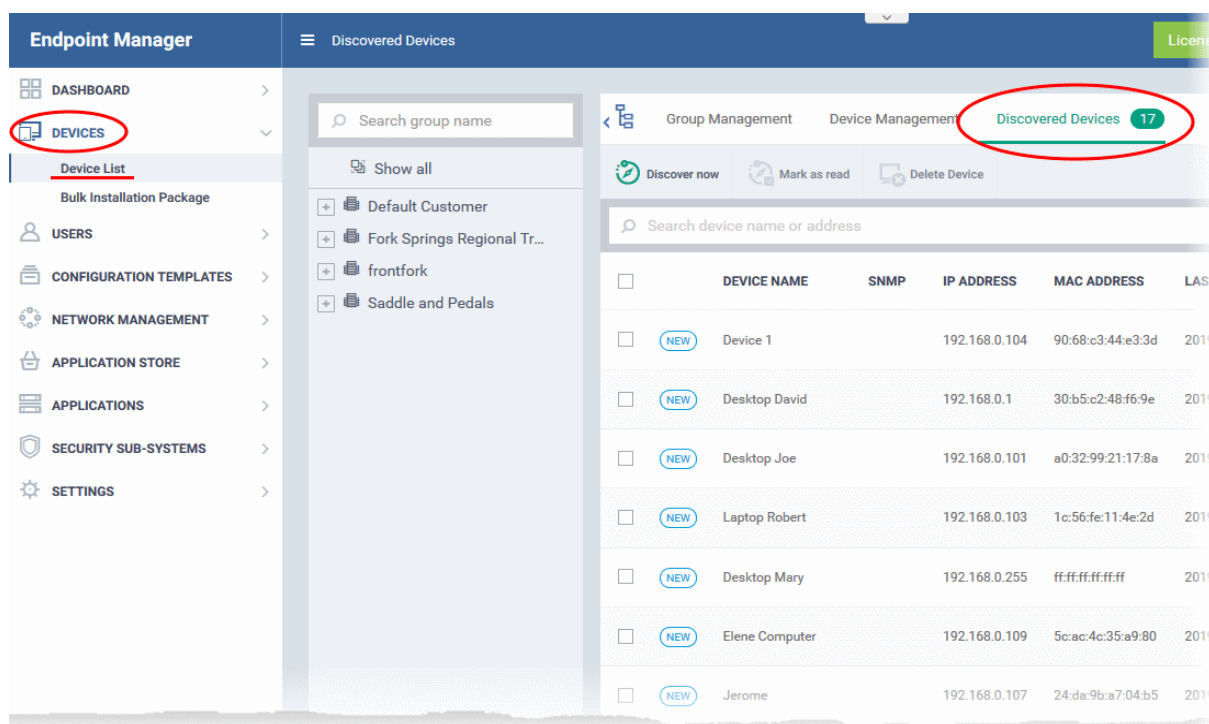 Endpoint Manager
Discovered Devices
DASHBOARD
DEVICES
Device List
Bulk Installation Package
USERS
CONFIGURATION TEMPLATES
NETWORK MANAGEMENT
APPLICATION STORE
APPLICATIONS
SECURITY SUB-SYSTEMS
SETTINGS
Search group name
Show all
Default Customer
Fork Springs Regional Tr...
frontfork
Saddle and Pedals
Group Management Device Management Discovered Devices 17
Discover now Mark as read Delete Device
Search device name or address
DEVICE NAME SNMP IP ADDRESS MAC ADDRESS
NEW Device 1 192.168.0.104 90:68:c3:44:e3:3d
NEW Desktop David 192.168.0.1 30:b5:c2:48:f6:9e
NEW Desktop Joe 192.168.0.101 a0:32:99:21:17:8a
NEW Laptop Robert 192.168.0.103 1c:56:fe:11:4e:2d
NEW Desktop Mary 192.168.0.255 ff:ff:ff:ff:ff:ff
NEW Elene Computer 192.168.0.109 5c:ac:4c:35:a9:80
NEW Jerome 192.168.0.107 24:da:9b:a7:04:b5